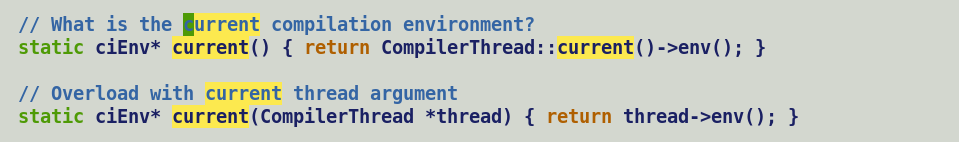 // What is the current compilation environment?
static ciEnv* current() { return CompilerThread::current()->env(); }

// Overload with current thread argument
static ciEnv* current(CompilerThread *thread) { return thread->env(); }